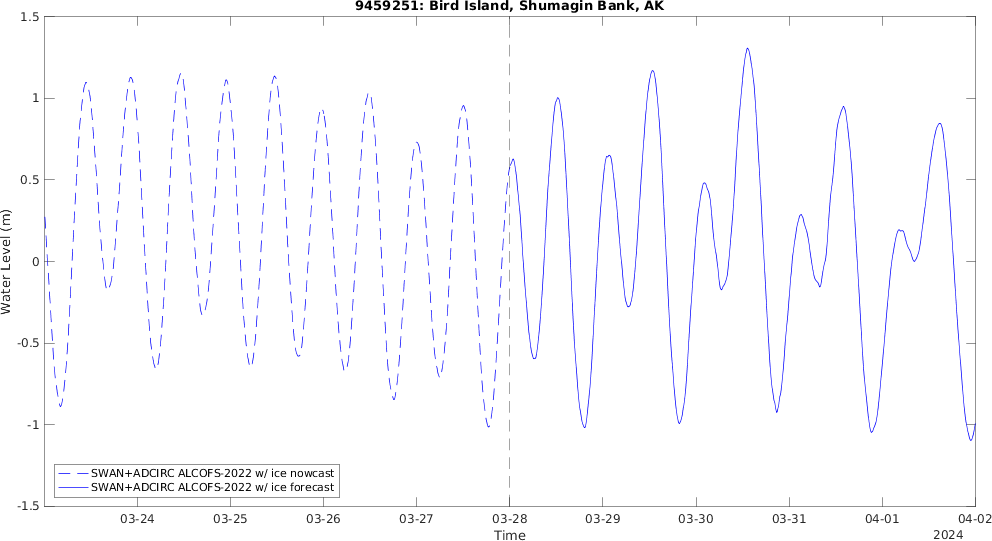 9459251: Bird Island, Shumagin Bank, AK
1.5
1
0.5
0
-0.5
-1
-1.5
Water Level (m)
SWAN+ADCIRC ALCOFS-2022 w/ ice nowcast
SWAN+ADCIRC ALCOFS-2022 w/ ice forecast
03-24 03-25 03-26 03-27 03-28 03-29 03-30 03-31 04-01 04-02
Time
2024